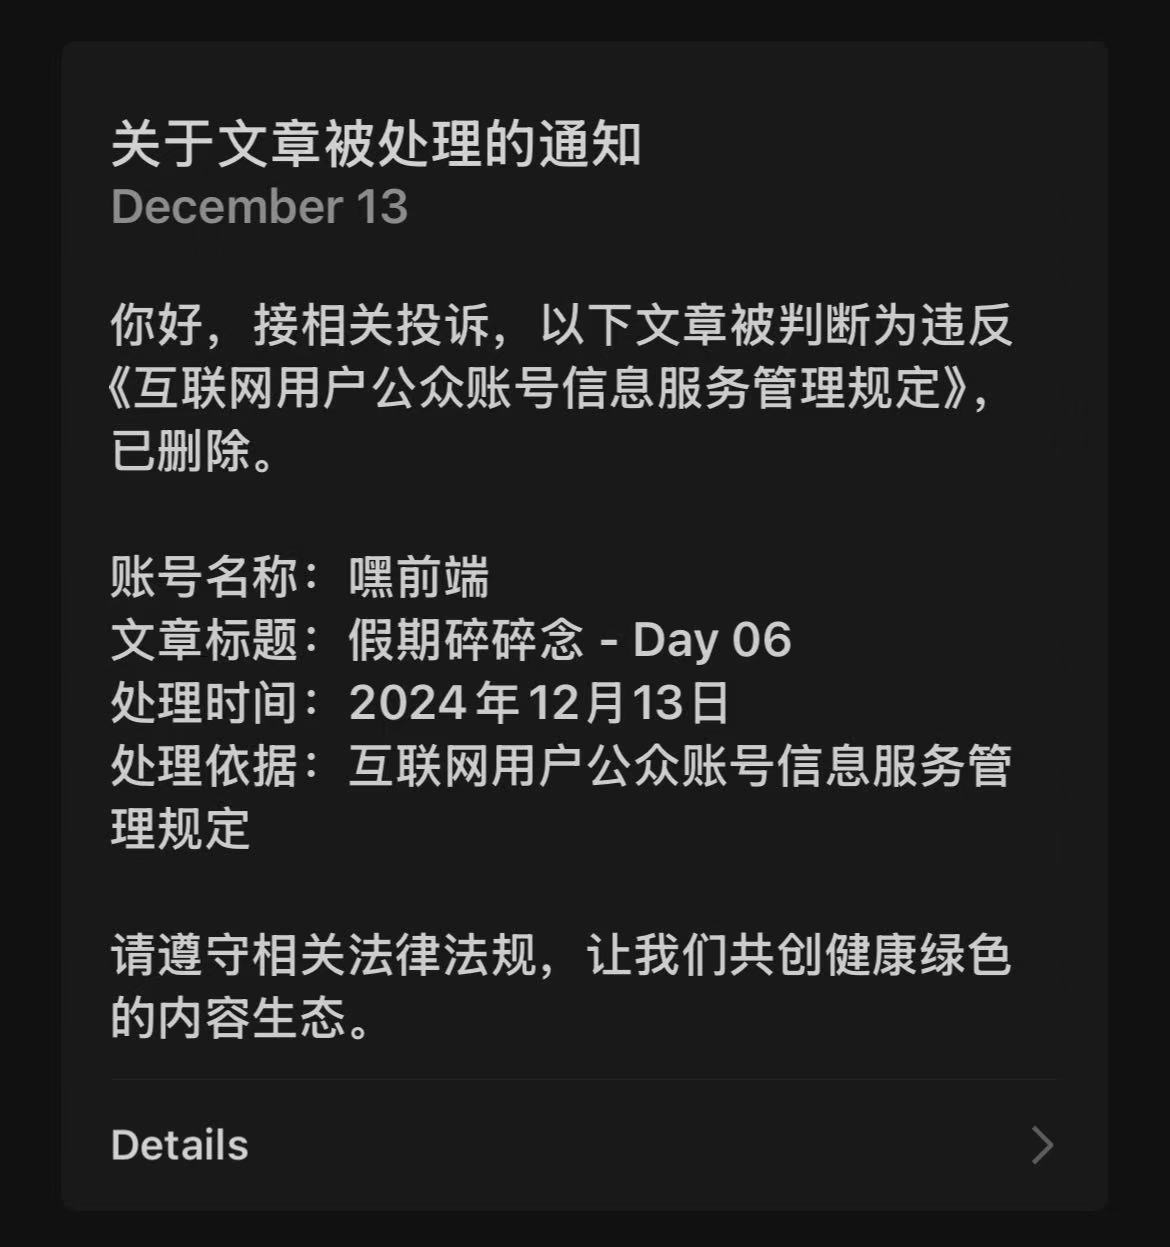 关于文章被处理的通知
December 13
你好，接相关投诉，以下文章被判断为违反
《互联网用户公众账号信息服务管理规定》，
已删除。
账号名称：嘿前端
文章标题：假期碎碎念 - Day 06
处理时间：2024年12月13日
处理依据：互联网用户公众账号信息服务管
理规定
请遵守相关法律法规，让我们共创健康绿色
的内容生态。
Details